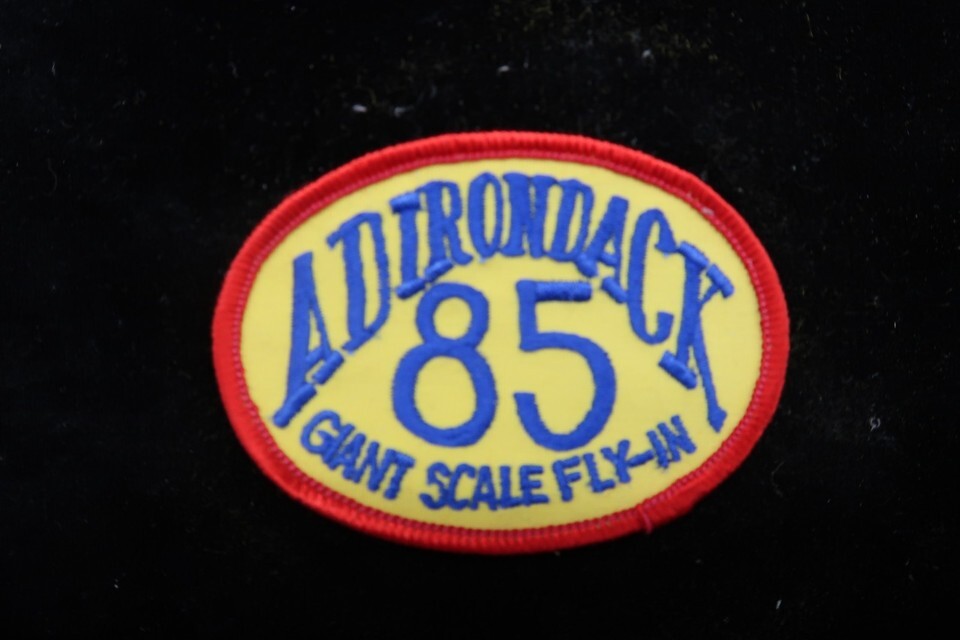 ADIRONDACK
85
GIANT SCALE FLY-IN